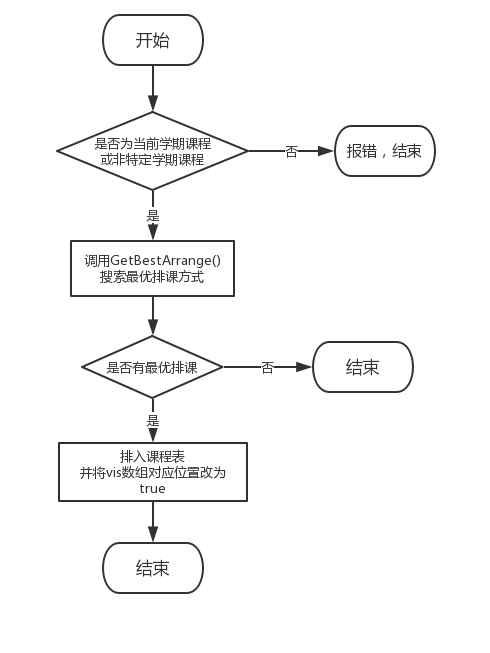 开始
是否为当前学期课程
或非特定学期课程
否
报错，结束
是
调用GetBestArrange()
搜索最优排课方式
是否有最优排课
否
结束
是
排入课程表
并将vis数组对应位置改为
true
结束